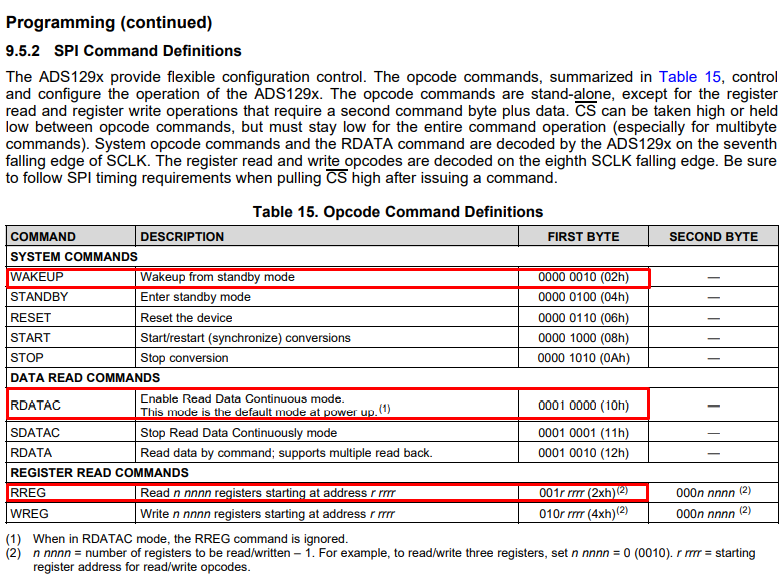 Programming (continued)
9.5.2 SPI Command Definitions
The ADS129x provide flexible configuration control. The opcode commands, summarized in Table 15, control
and configure the operation of the ADS129x. The opcode commands are stand-alone, except for the register
read and register write operations that require a second command byte plus data. C̅S̅ can be taken high or held
low between opcode commands, but must stay low for the entire command operation (especially for multibyte
commands). System opcode commands and the RDATA command are decoded by the ADS129x on the seventh
falling edge of SCLK. The register read and write opcodes are decoded on the eighth SCLK falling edge. Be sure
to follow SPI timing requirements when pulling C̅S̅ high after issuing a command.
Table 15. Opcode Command Definitions
COMMAND DESCRIPTION FIRST BYTE SECOND BYTE
SYSTEM COMMANDS
WAKEUP Wakeup from standby mode 0000 0010 (02h) —
STANDBY Enter standby mode 0000 0100 (04h) —
RESET Reset the device 0000 0110 (06h) —
START Start/restart (synchronize) conversions 0000 1000 (08h) —
STOP Stop conversion 0000 1010 (0Ah) —
DATA READ COMMANDS
RDATAC Enable Read Data Continuous mode. 0001 0000 (10h) —
This mode is the default mode at power up.(1)
SDATAC Stop Read Data Continuously mode 0001 0001 (11h) —
RDATA Read data by command; supports multiple read back. 0001 0010 (12h) —
REGISTER READ COMMANDS
RREG Read n nnnn registers starting at address r rrrr 001r rrrr (2xh)(2) 000n nnnn (2)
WREG Write n nnnn registers starting at address r rrrr 010r rrrr (4xh)(2) 000n nnnn (2)
(1) When in RDATAC mode, the RREG command is ignored.
(2) n nnnn = number of registers to be read/written – 1. For example, to read/write three registers, set n nnnn = 0 (0010). r rrrr = starting
register address for read/write opcodes.